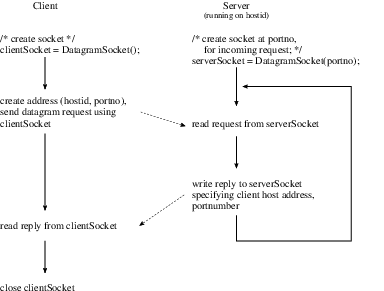 Client
/* create socket */
clientSocket = DatagramSocket();
create address (hostid, portno),
send datagram request using
clientSocket
read reply from clientSocket
close clientSocket
Server
(running on hostid)
/* create socket at portno,
for incoming request; */
serverSocket = DatagramSocket(portno);
read request from serverSocket
write reply to serverSocket
specifying client host address,
portnumber